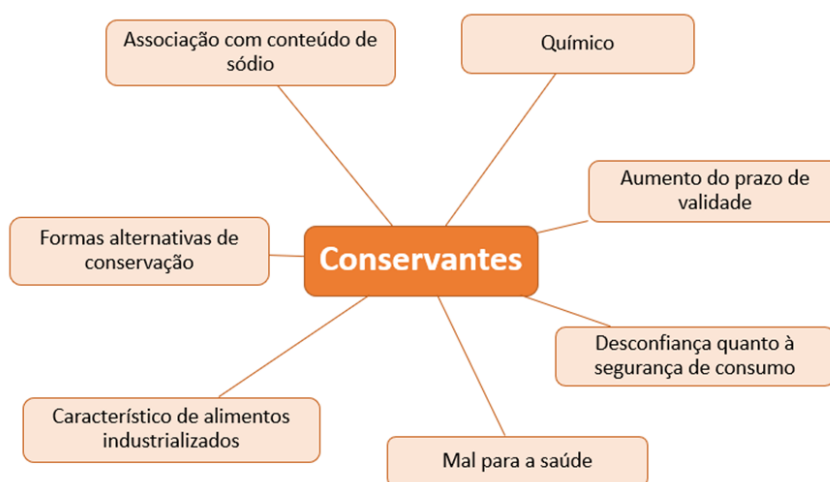 Associação com conteúdo de
sódio
Químico
Aumento do prazo de
validade
Formas alternativas de
conservação
Conservantes
Desconfiança quanto à
segurança de consumo
Característico de alimentos
industrializados
Mal para a saúde